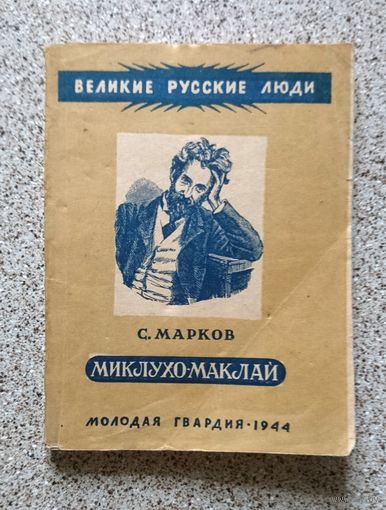 ВЕЛИКИЕ РУССКИЕ ЛЮДИ
С. МАРКОВ
МИКЛУХО-МАКЛАЙ
МОЛОДАЯ ГВАРДИЯ · 1944